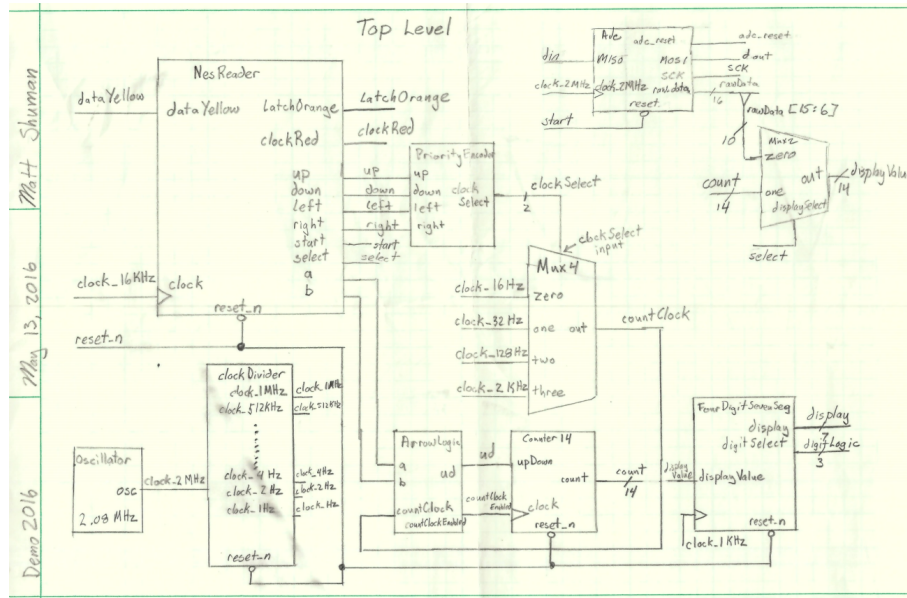 Top Level
Matt Shuman
May 13, 2016
Demo 2016
NesReader
dataYellow
dataYellow
LatchOrange
LatchOrange
clockRed
clockRed
up
up
down
down
left
left
right
right
start
start
select
select
a
b
clock_16KHz
clock
reset_n
reset_n
PriorityEncoder
up
down
left
right
clock
Select
clockSelect
2
clockSelect
input
Mux4
clock_16Hz
zero
clock_32Hz
one
out
countClock
clock_128Hz
two
clock_2KHz
three
Adc
adc_reset
adc_reset
din
MISO
MOSI
dout
SCK
SCK
clock_2MHz
clock_2MHz
rawData
rawData
16
reset
start
rawData [15:6]
10
Mux2
zero
count
14
one
out
displayValue
14
displaySelect
select
Oscillator
osc
2.08 MHz
clock_2MHz
clockDivider
clock_1MHz
clock_1MHz
clock_512KHz
clock_512KHz
clock_4Hz
clock_4Hz
clock_2Hz
clock_2Hz
clock_1Hz
clock_Hz
reset_n
ArrowLogic
a
b
ud
ud
countClock
countClockEnabled
countClock
Enabled
Counter 14
upDown
count
count
14
clock
reset_n
FourDigitSevenSeg
display
display
7
digitSelect
digitLogic
3
display
Value
displayValue
reset_n
clock_1KHz